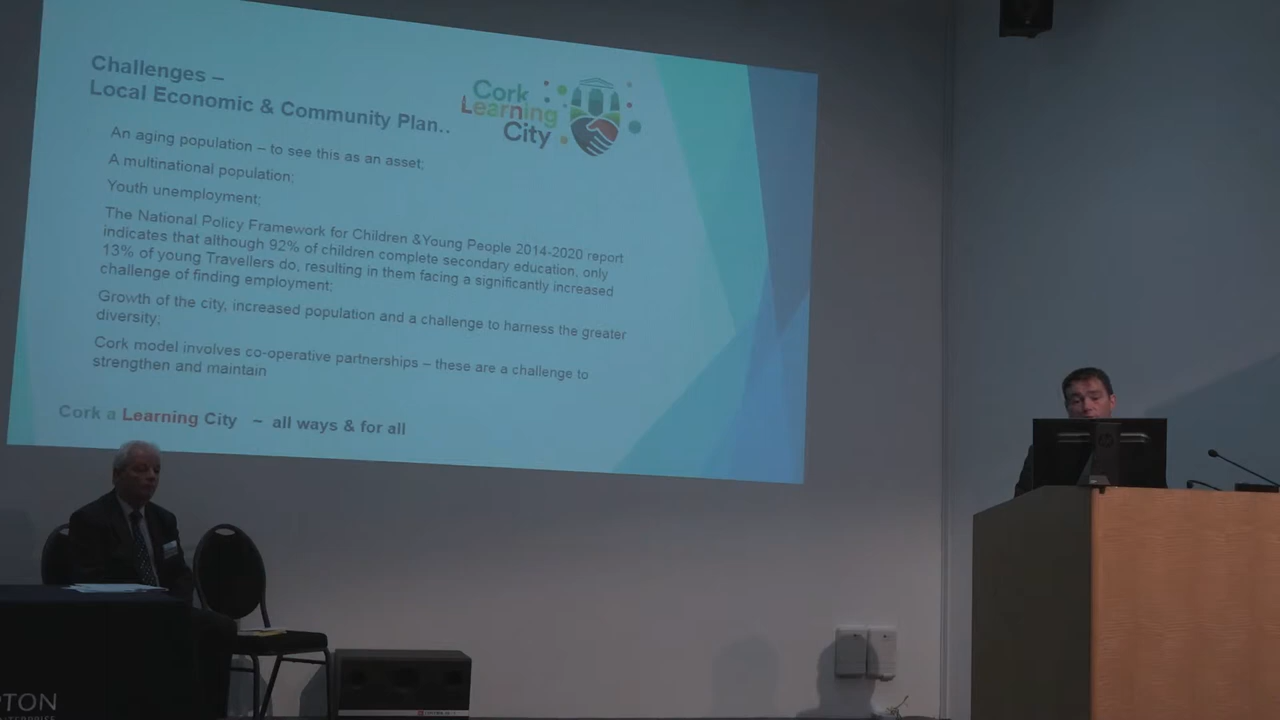 Challenges –
Local Economic & Community Plan..
Cork
Learning
City
An aging population – to see this as an asset;
A multinational population;
Youth unemployment;
The National Policy Framework for Children &Young People 2014-2020 report
indicates that although 92% of children complete secondary education, only
13% of young Travellers do, resulting in them facing a significantly increased
challenge of finding employment;
Growth of the city, increased population and a challenge to harness the greater
diversity;
Cork model involves co-operative partnerships – these are a challenge to
strengthen and maintain
Cork a Learning City ~ all ways & for all
PTON